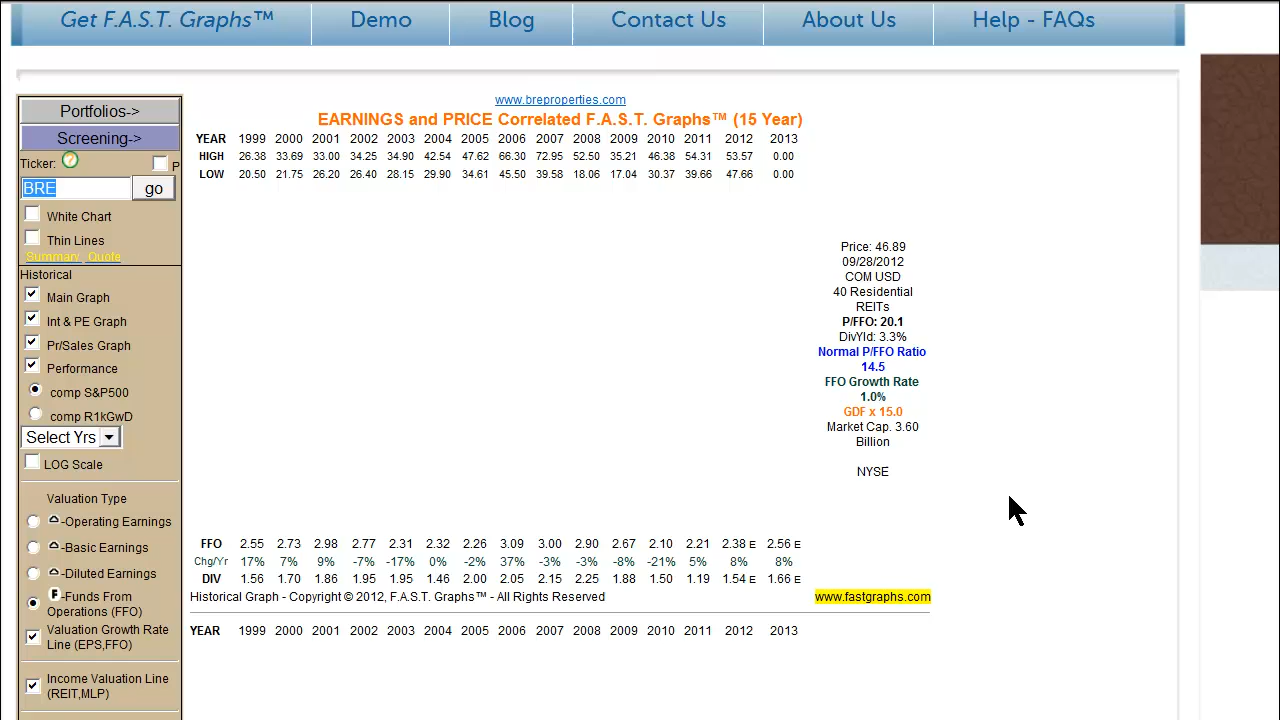 Get F.A.S.T. Graphs™ Demo Blog Contact Us About Us Help - FAQs
www.breproperties.com
EARNINGS and PRICE Correlated F.A.S.T. Graphs™ (15 Year)
YEAR 1999 2000 2001 2002 2003 2004 2005 2006 2007 2008 2009 2010 2011 2012 2013
HIGH 26.38 33.69 33.00 34.25 34.90 42.54 47.62 66.30 72.95 52.50 35.21 46.38 54.31 53.57 0.00
LOW 20.50 21.75 26.20 26.40 28.15 29.90 34.61 45.50 39.58 18.06 17.04 30.37 39.66 47.66 0.00
Portfolios->
Screening->
Ticker: ? P
BRE go
White Chart
Thin Lines
Summary Quote
Historical
Main Graph
Int & PE Graph
Pr/Sales Graph
Performance
comp S&P500
comp R1kGwD
Select Yrs
LOG Scale
Valuation Type
-Operating Earnings
-Basic Earnings
-Diluted Earnings
F-Funds From
Operations (FFO)
Valuation Growth Rate
Line (EPS,FFO)
Income Valuation Line
(REIT,MLP)
Price: 46.89
09/28/2012
COM USD
40 Residential
REITs
P/FFO: 20.1
DivYld: 3.3%
Normal P/FFO Ratio
14.5
FFO Growth Rate
1.0%
GDF x 15.0
Market Cap. 3.60
Billion
NYSE
FFO 2.55 2.73 2.98 2.77 2.31 2.32 2.26 3.09 3.00 2.90 2.67 2.10 2.21 2.38 E 2.56 E
Chg/Yr 17% 7% 9% -7% -17% 0% -2% 37% -3% -3% -8% -21% 5% 8% 8%
DIV 1.56 1.70 1.86 1.95 1.95 1.46 2.00 2.05 2.15 2.25 1.88 1.50 1.19 1.54 E 1.66 E
Historical Graph - Copyright © 2012, F.A.S.T. Graphs™ - All Rights Reserved www.fastgraphs.com
YEAR 1999 2000 2001 2002 2003 2004 2005 2006 2007 2008 2009 2010 2011 2012 2013